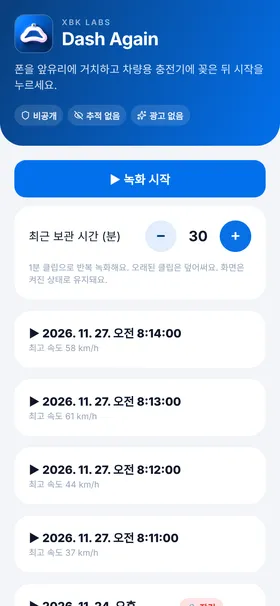 XBK LABS
Dash Again
폰을 앞유리에 거치하고 차량용 충전기에 꽂은 뒤 시작을
누르세요.
비공개
추적 없음
광고 없음
▶ 녹화 시작
최근 보관 시간 (분)
− 30 +
1분 클립으로 반복 녹화해요. 오래된 클립은 덮어써요. 화면은
켜진 상태로 유지돼요.
▶ 2026. 11. 27. 오전 8:14:00
최고 속도 58 km/h
▶ 2026. 11. 27. 오전 8:13:00
최고 속도 61 km/h
▶ 2026. 11. 27. 오전 8:12:00
최고 속도 44 km/h
▶ 2026. 11. 27. 오전 8:11:00
최고 속도 37 km/h
▶ 2026. 11. 24. 오후